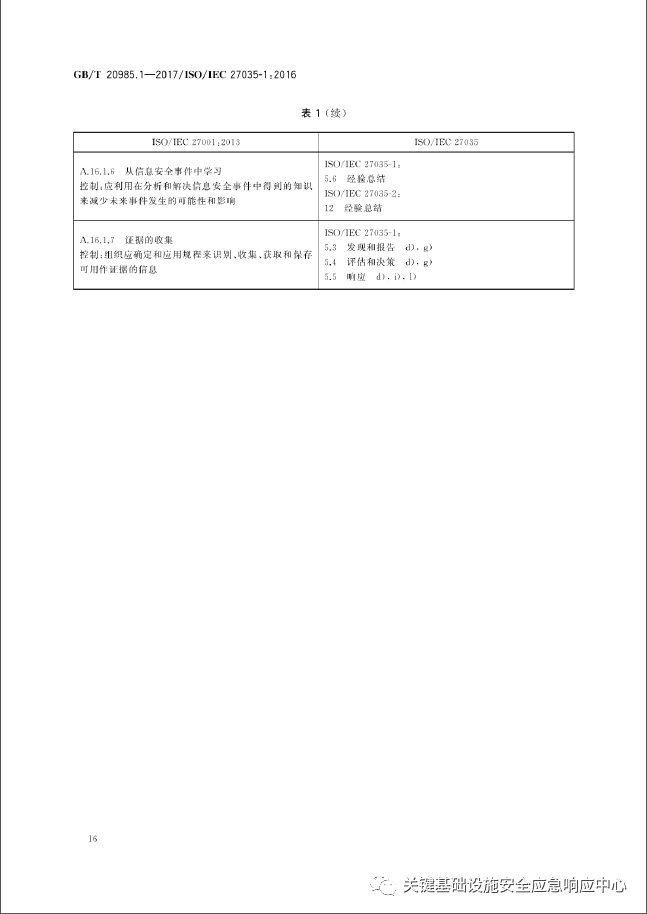 GB/T 20985.1—2017/ISO/IEC 27035-1:2016
表 1（续）
ISO/IEC 27001:2013
ISO/IEC 27035
A.16.1.6 从信息安全事件中学习
控制:应利用在分析和解决信息安全事件中得到的知识
来减少未来事件发生的可能性和影响
ISO/IEC 27035-1:
5.6 经验总结
ISO/IEC 27035-2:
12 经验总结
A.16.1.7 证据的收集
控制:组织应确定和应用规程来识别、收集、获取和保存
可用作证据的信息
ISO/IEC 27035-1:
5.3 发现和报告 d),g)
5.4 评估和决策 d),g)
5.5 响应 d),i),l)
16
关键基础设施安全应急响应中心